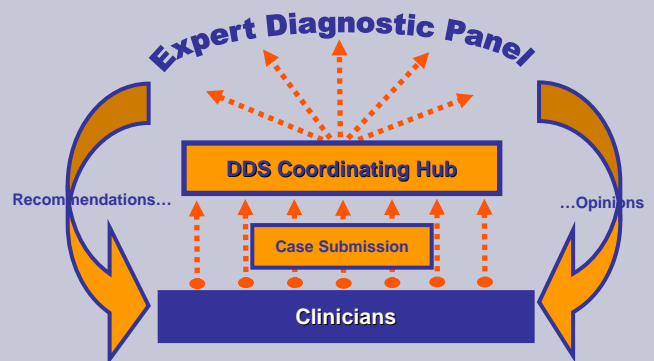 Expert Diagnostic Panel
DDS Coordinating Hub
Recommendations…
…Opinions
Case Submission
Clinicians